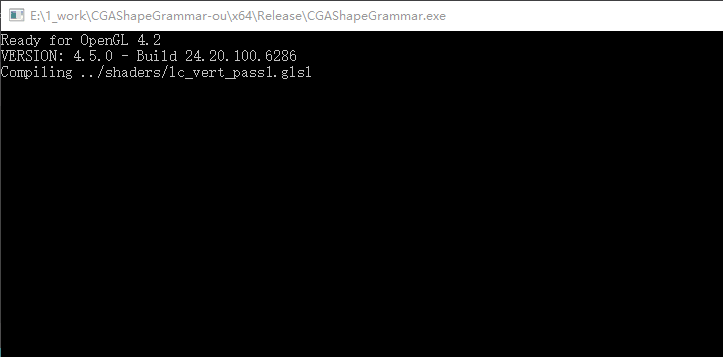 E:\1_work\CGAShapeGrammar-ou\x64\Release\CGAShapeGrammar.exe
Ready for OpenGL 4.2
VERSION: 4.5.0 - Build 24.20.100.6286
Compiling ../shaders/lc_vert_pass1.glsl